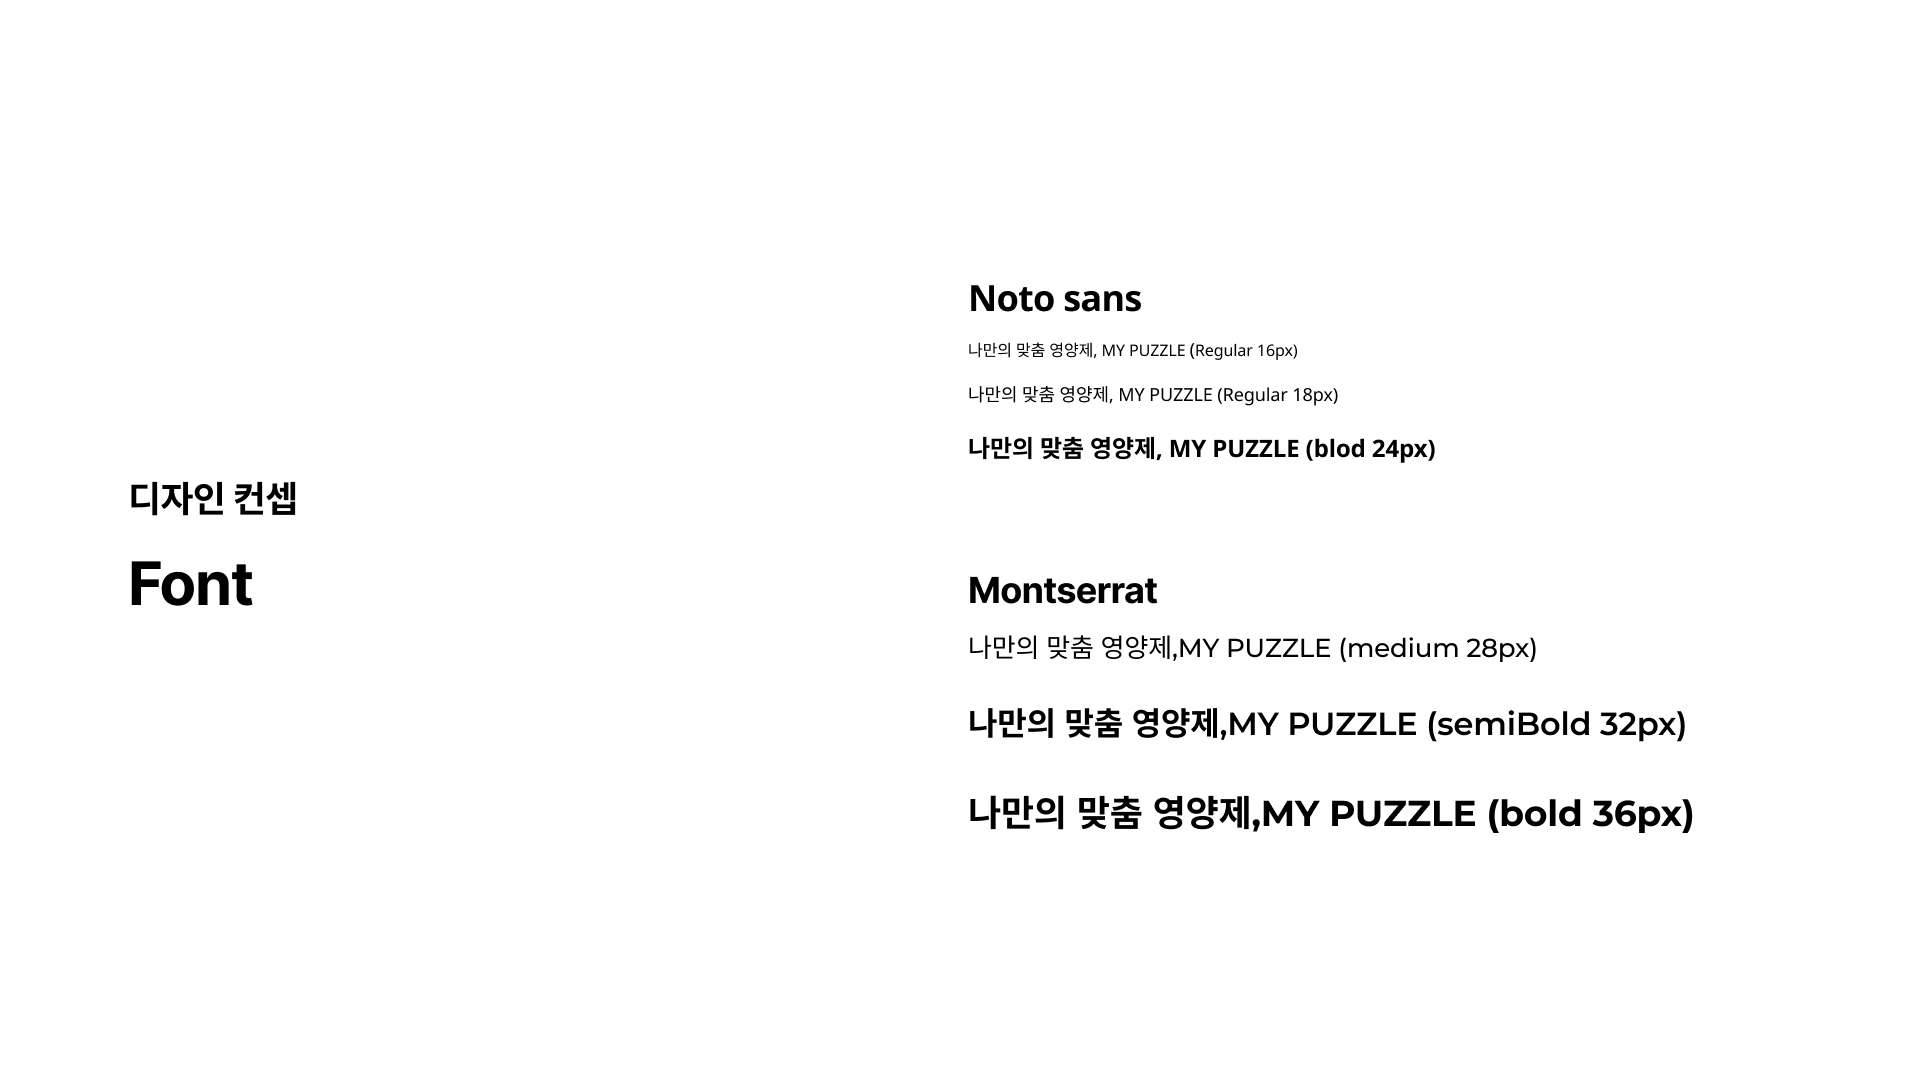 디자인 컨셉
Font
Noto sans
나만의 맞춤 영양제, MY PUZZLE (Regular 16px)
나만의 맞춤 영양제, MY PUZZLE (Regular 18px)
나만의 맞춤 영양제, MY PUZZLE (blod 24px)
Montserrat
나만의 맞춤 영양제,MY PUZZLE (medium 28px)
나만의 맞춤 영양제,MY PUZZLE (semiBold 32px)
나만의 맞춤 영양제,MY PUZZLE (bold 36px)